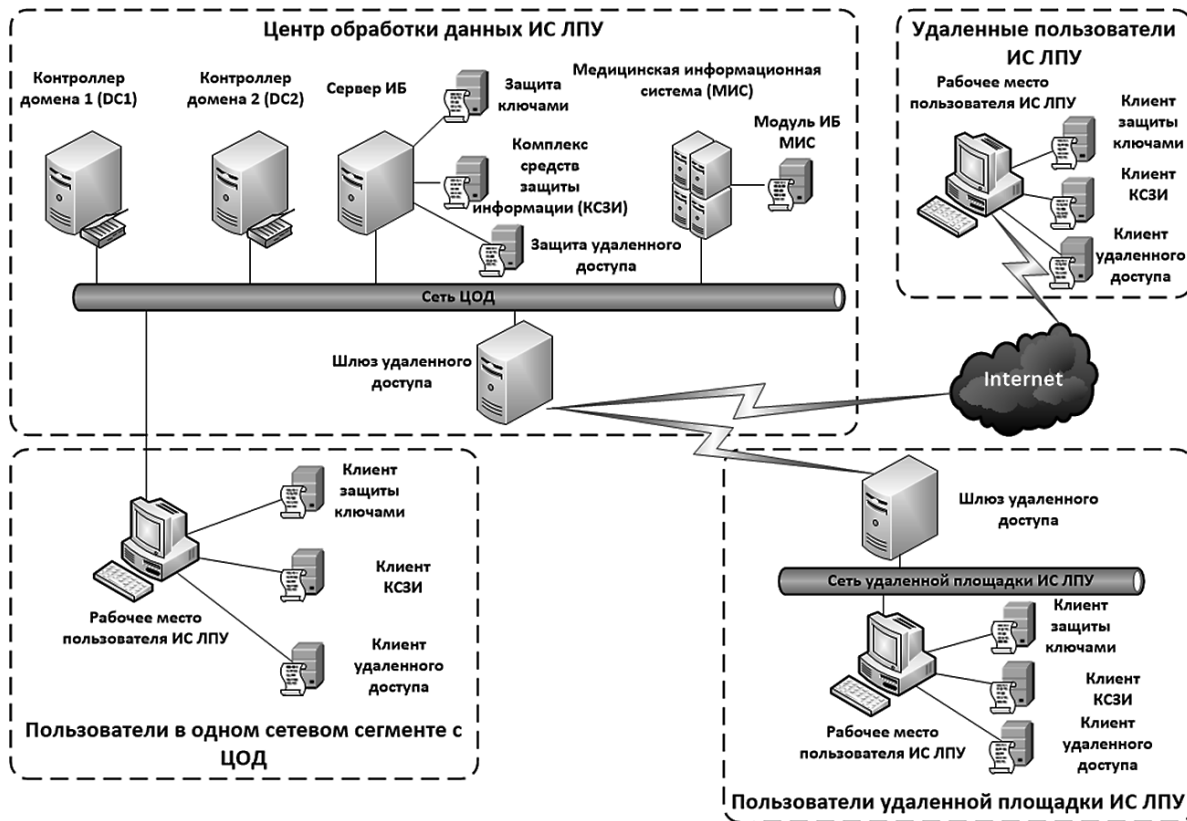 Центр обработки данных ИС ЛПУ
Контроллер
домена 1 (DC1)
Контроллер
домена 2 (DC2)
Сервер ИБ
Защита
ключами
Комплекс
средств
защиты
информации (КСЗИ)
Защита удаленного
доступа
Медицинская информационная
система (МИС)
Модуль ИБ
МИС
Сеть ЦОД
Шлюз удаленного
доступа
Удаленные пользователи
ИС ЛПУ
Рабочее место
пользователя ИС ЛПУ
Клиент
защиты
ключами
Клиент
КСЗИ
Клиент
удаленного
доступа
Internet
Клиент
защиты
ключами
Клиент
КСЗИ
Рабочее место
пользователя ИС ЛПУ
Клиент
удаленного
доступа
Пользователи в одном сетевом сегменте с
ЦОД
Шлюз удаленного
доступа
Сеть удаленной площадки ИС ЛПУ
Клиент
защиты
ключами
Клиент
КСЗИ
Рабочее место
пользователя ИС ЛПУ
Клиент
удаленного
доступа
Пользователи удаленной площадки ИС ЛПУ